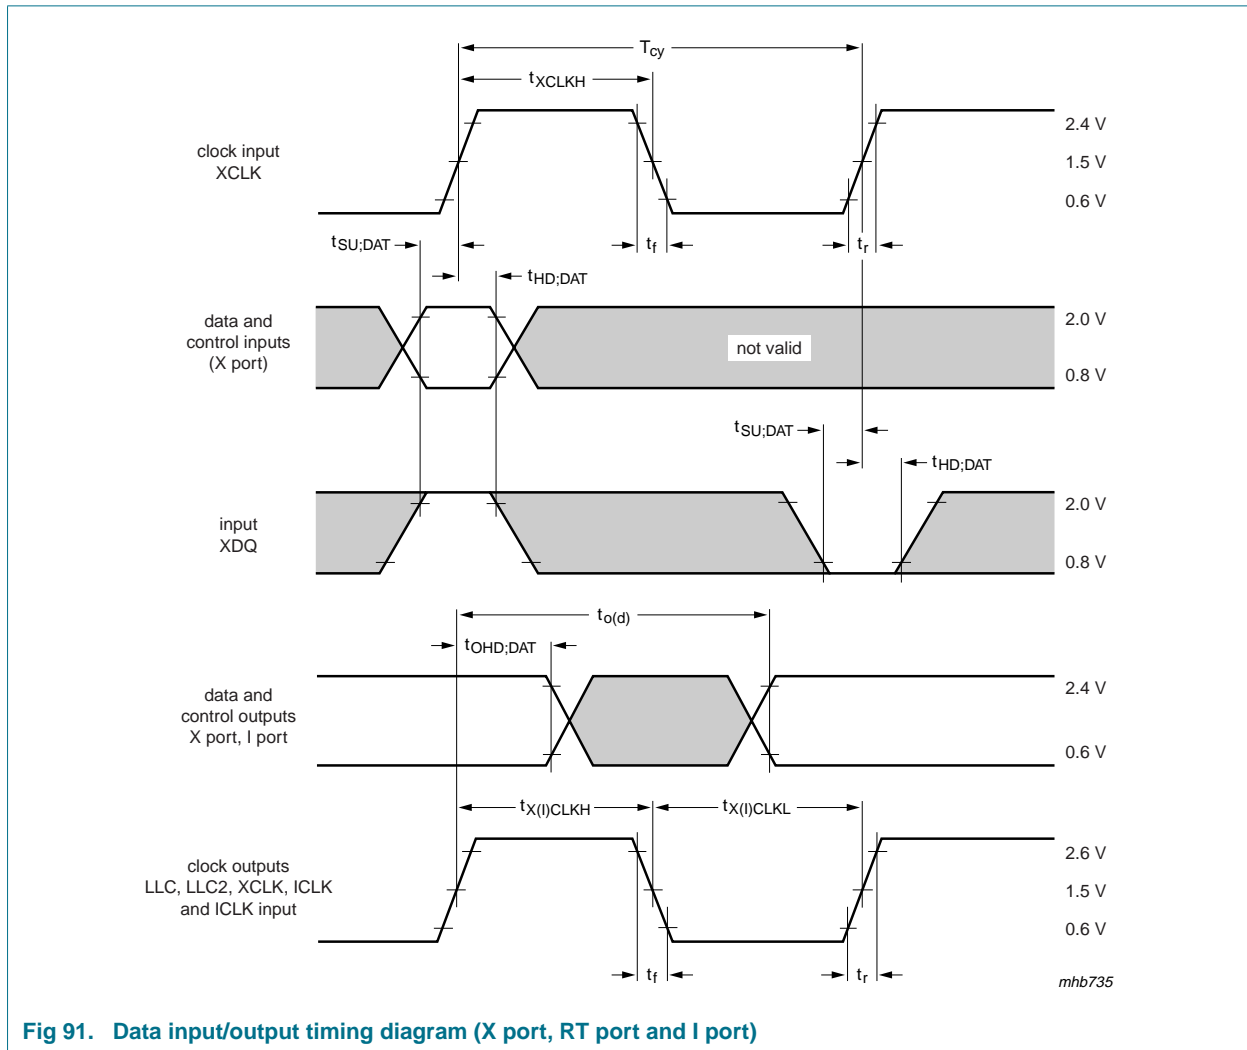 Tcy
tXCLKH
clock input
XCLK
2.4 V
1.5 V
0.6 V
tSU;DAT
tf
tr
tHD;DAT
data and
control inputs
(X port)
not valid
2.0 V
0.8 V
tSU;DAT
tHD;DAT
input
XDQ
2.0 V
0.8 V
to(d)
tOHD;DAT
data and
control outputs
X port, I port
2.4 V
0.6 V
tX(I)CLKH
tX(I)CLKL
clock outputs
LLC, LLC2, XCLK, ICLK
and ICLK input
2.6 V
1.5 V
0.6 V
tf
tr
mhb735
Fig 91. Data input/output timing diagram (X port, RT port and I port)